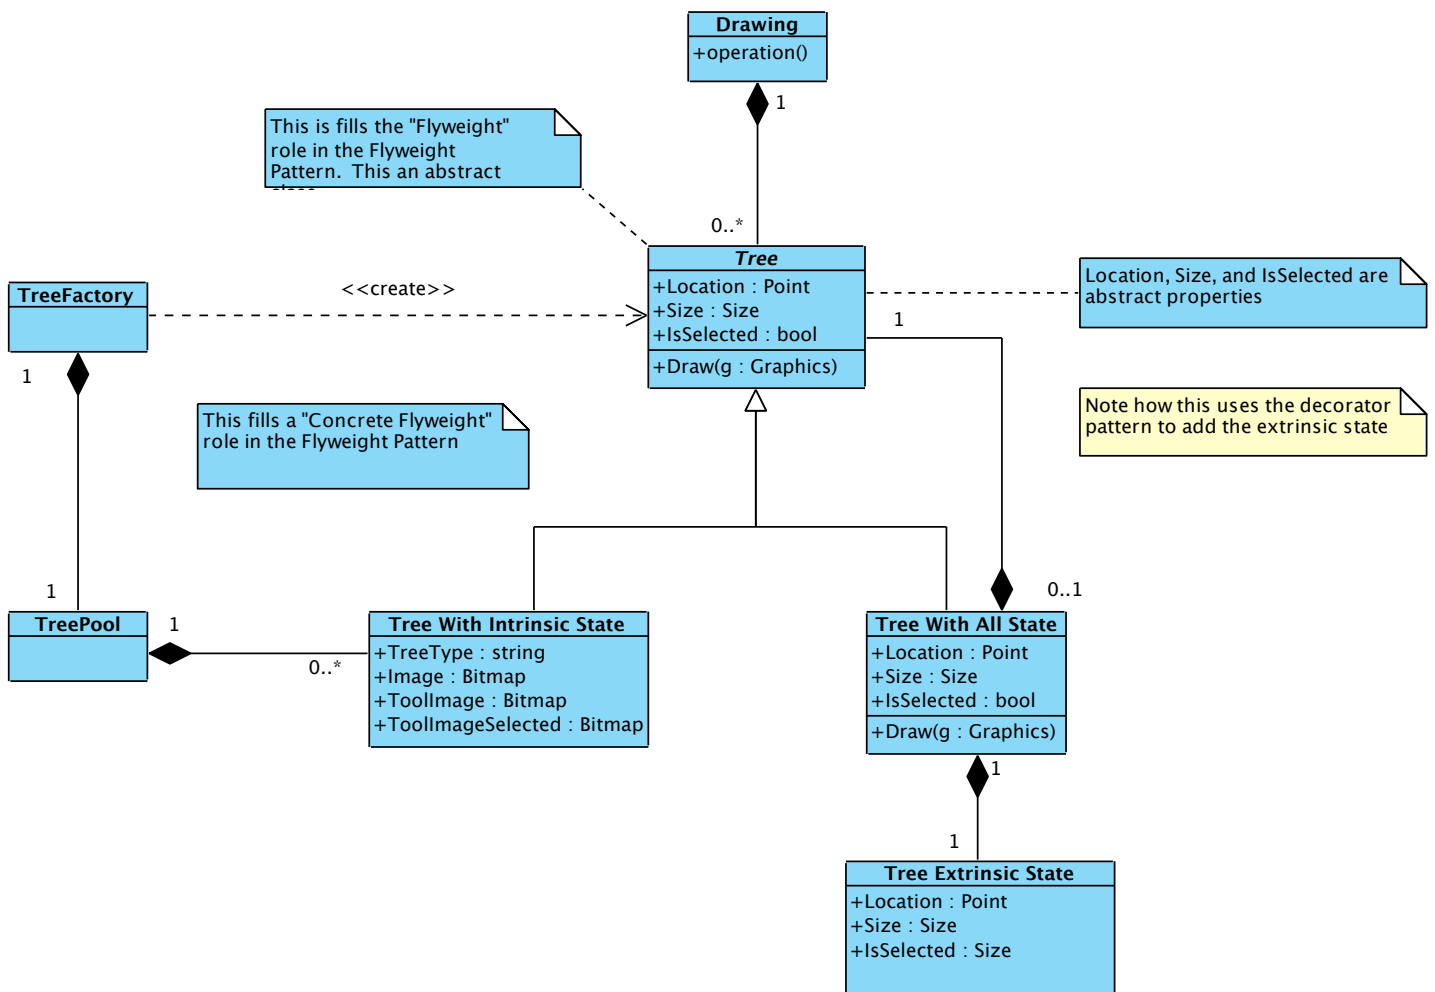 Drawing
+operation()
1
This is fills the "Flyweight"
role in the Flyweight
Pattern.  This an abstract
0..*
Tree
+Location : Point
+Size : Size
+IsSelected : bool
+Draw(g : Graphics)
Location, Size, and IsSelected are
abstract properties
TreeFactory
<<create>>
1
1
This fills a "Concrete Flyweight"
role in the Flyweight Pattern
Note how this uses the decorator
pattern to add the extrinsic state
1
0..1
TreePool
1
0..*
Tree With Intrinsic State
+TreeType : string
+Image : Bitmap
+ToolImage : Bitmap
+ToolImageSelected : Bitmap
Tree With All State
+Location : Point
+Size : Size
+IsSelected : bool
+Draw(g : Graphics)
1
1
Tree Extrinsic State
+Location : Point
+Size : Size
+IsSelected : Size